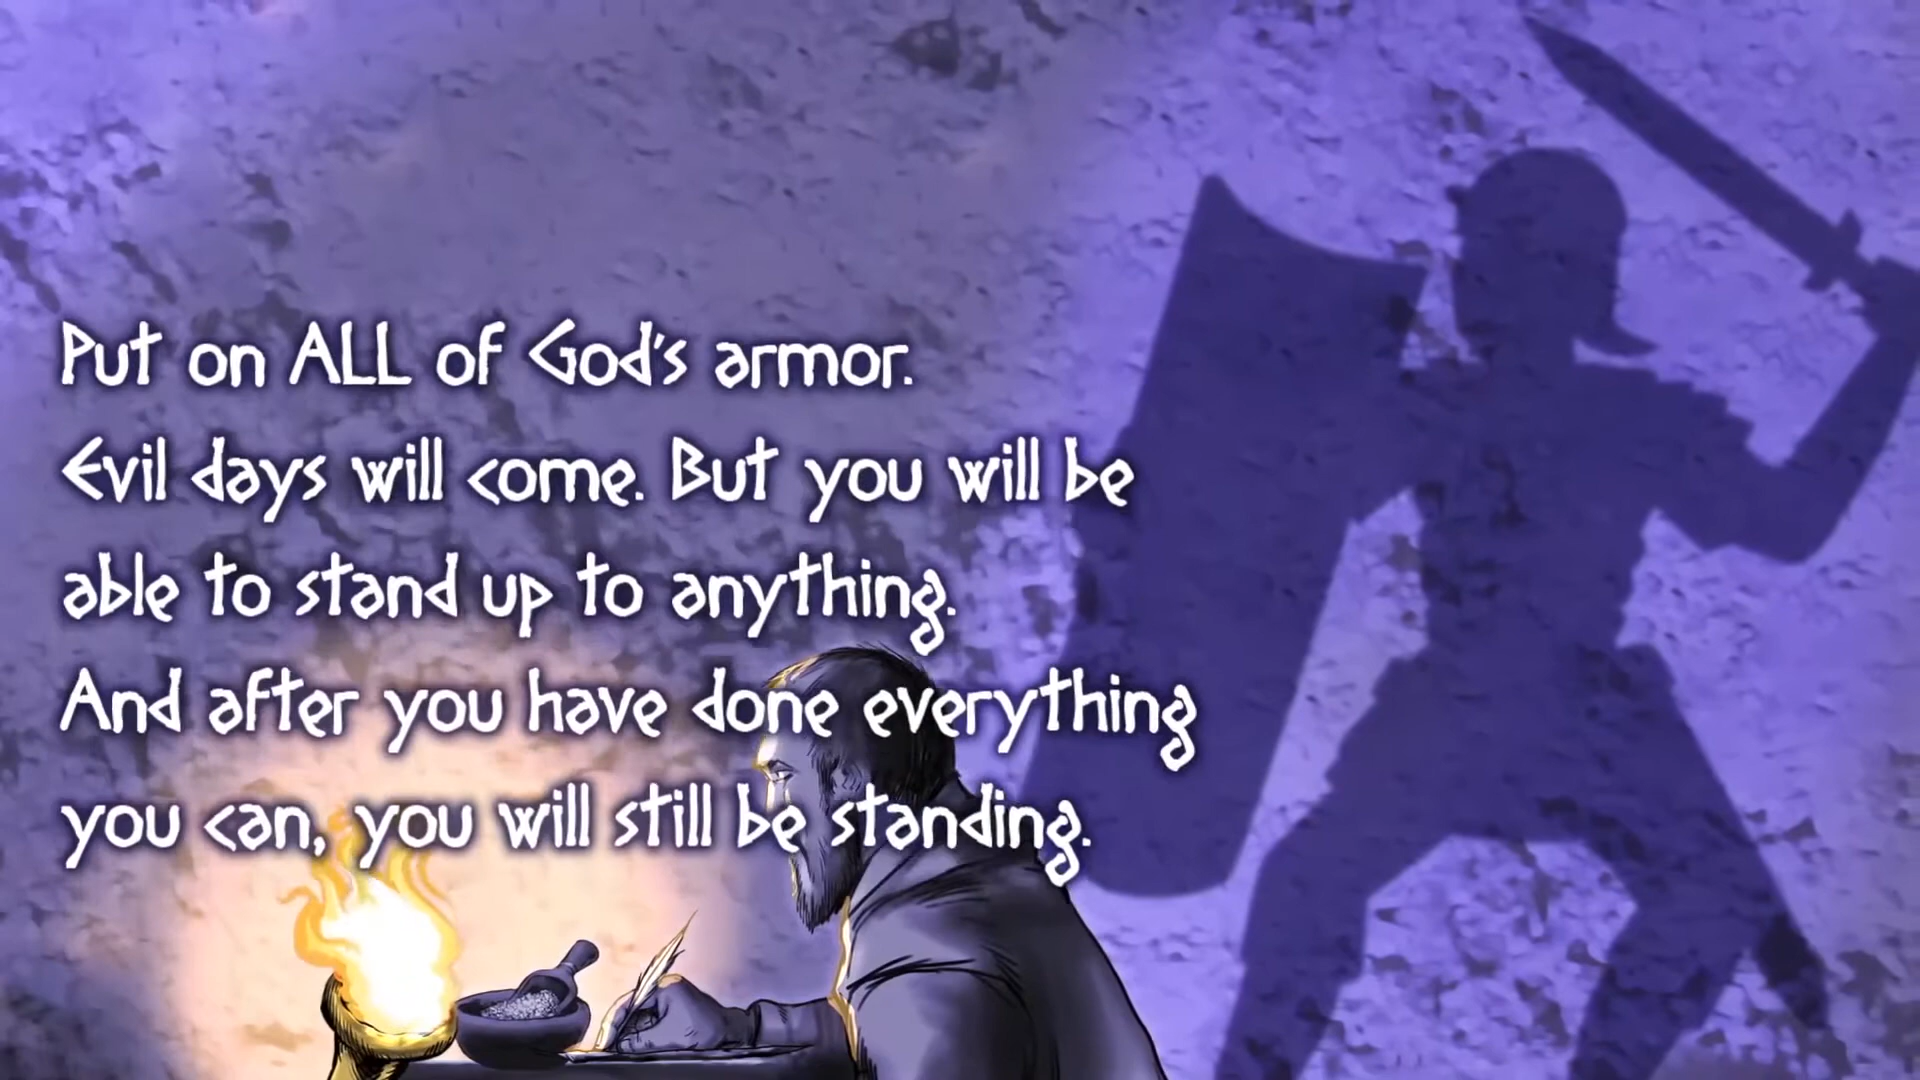 Put on ALL of God's armor.
Evil days will come. But you will be
able to stand up to anything.
And after you have done everything
you can, you will still be standing.